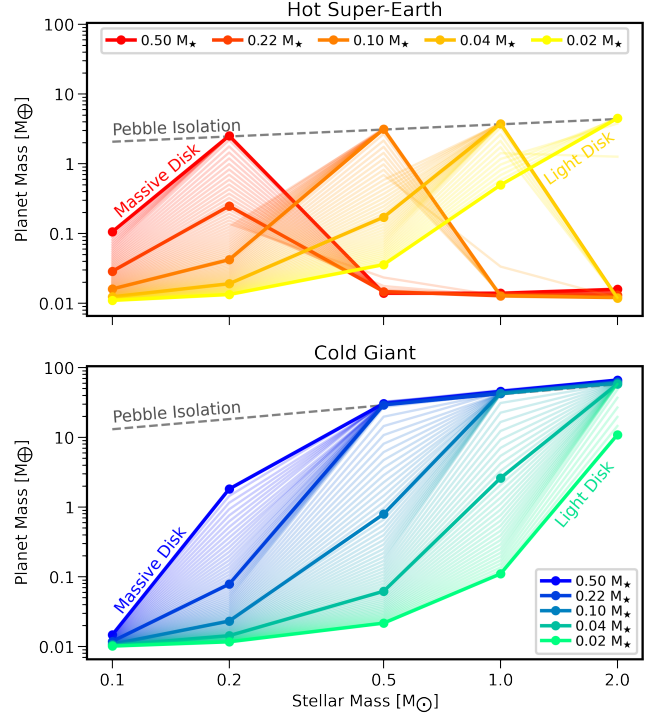 Hot Super-Earth
100
10
1
0.1
0.01
Planet Mass [M⨁]
0.50 M★ 0.22 M★ 0.10 M★ 0.04 M★ 0.02 M★
Pebble Isolation
Massive Disk
Light Disk
Cold Giant
100
10
1
0.1
0.01
Planet Mass [M⨁]
Pebble Isolation
Massive Disk
Light Disk
0.50 M★
0.22 M★
0.10 M★
0.04 M★
0.02 M★
0.1 0.2 0.5 1.0 2.0
Stellar Mass [M⨀]